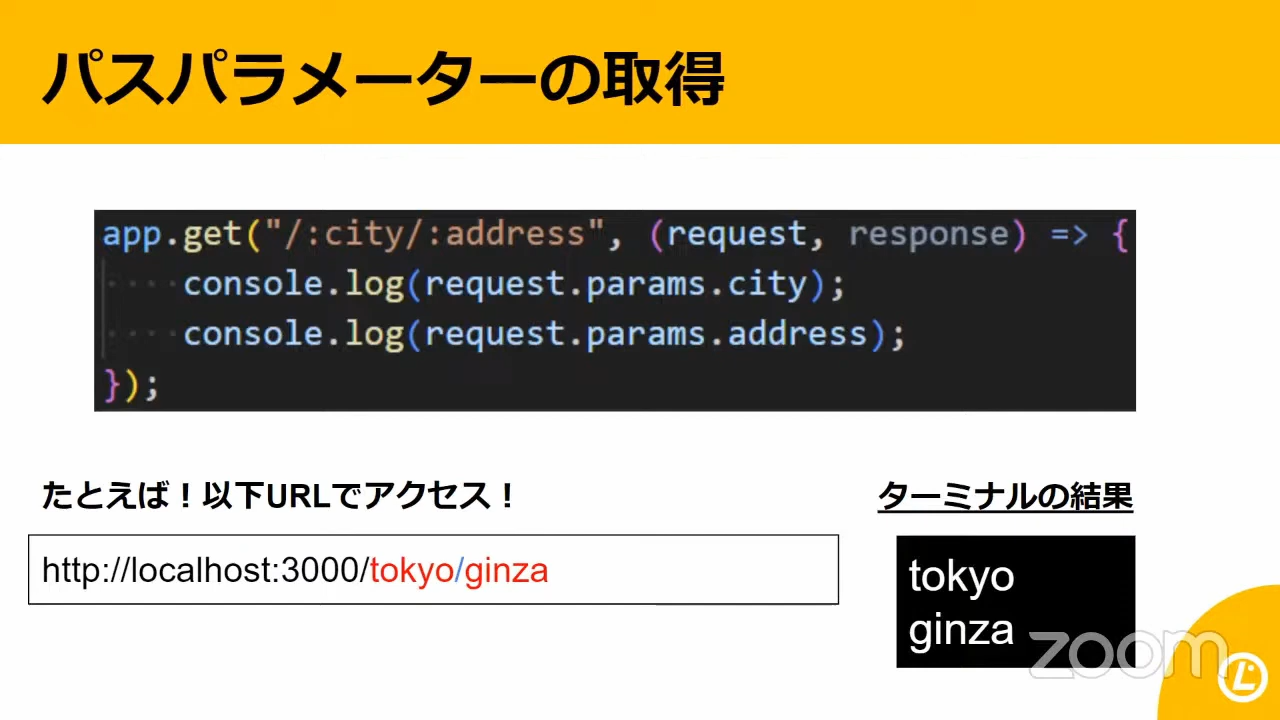 パスパラメーターの取得
app.get("/:city/:address", (request, response) => {
console.log(request.params.city);
console.log(request.params.address);
});
たとえば！以下URLでアクセス！
http://localhost:3000/tokyo/ginza
ターミナルの結果
tokyo
ginza
zoom
L